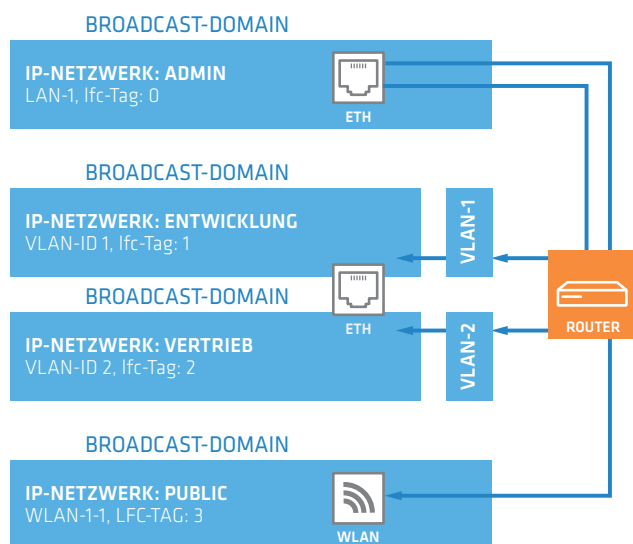 BROADCAST-DOMAIN
IP-NETZWERK: ADMIN
LAN-1, Ifc-Tag: 0
ETH
BROADCAST-DOMAIN
IP-NETZWERK: ENTWICKLUNG
VLAN-ID 1, Ifc-Tag: 1
VLAN-1
BROADCAST-DOMAIN
ETH
ROUTER
IP-NETZWERK: VERTRIEB
VLAN-ID 2, Ifc-Tag: 2
VLAN-2
BROADCAST-DOMAIN
IP-NETZWERK: PUBLIC
WLAN-1-1, LFC-TAG: 3
WLAN